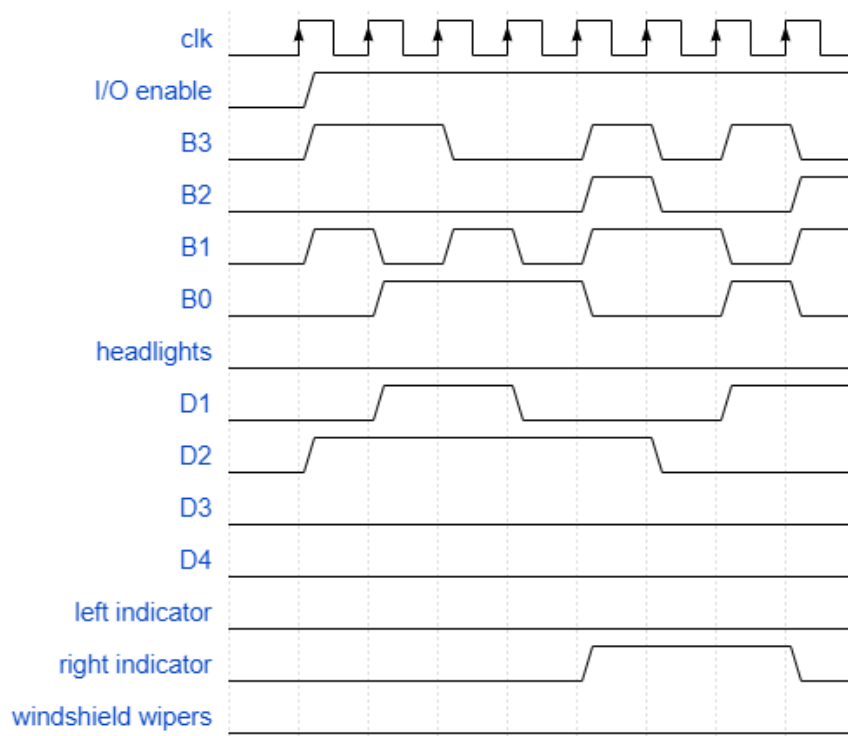 clk
I/O enable
B3
B2
B1
B0
headlights
D1
D2
D3
D4
left indicator
right indicator
windshield wipers